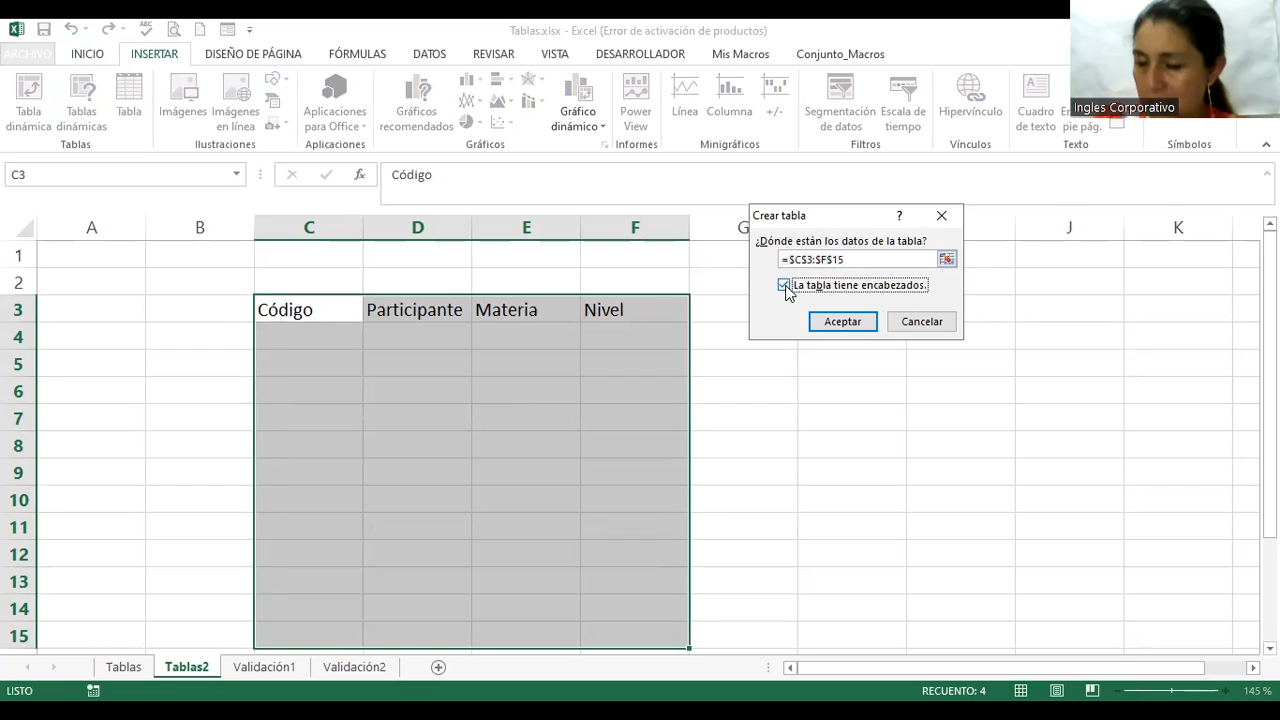 Tablas.xlsx - Excel (Error de activación de productos)
ARCHIVO INICIO INSERTAR DISEÑO DE PÁGINA FÓRMULAS DATOS REVISAR VISTA DESARROLLADOR Mis Macros Conjunto_Macros
Ingles Corporativo
Tabla dinámica
Tablas dinámicas
Tabla
Imágenes
Imágenes en línea
Aplicaciones para Office
Gráficos recomendados
Gráfico dinámico
Power View
Línea
Columna
+/-
Segmentación de datos
Escala de tiempo
Hipervínculo
Cuadro de texto
pie pág.
Tablas Ilustraciones Aplicaciones Gráficos Informes Minigráficos Filtros Vínculos Texto Símbolos
C3 fx Código
Crear tabla ?
¿Dónde están los datos de la tabla?
=$C$3:$F$15
La tabla tiene encabezados.
Aceptar Cancelar
A B C D E F G J K
1
2
3 Código Participante Materia Nivel
4
5
6
7
8
9
10
11
12
13
14
15
Tablas Tablas2 Validación1 Validación2
LISTO RECUENTO: 4 145 %